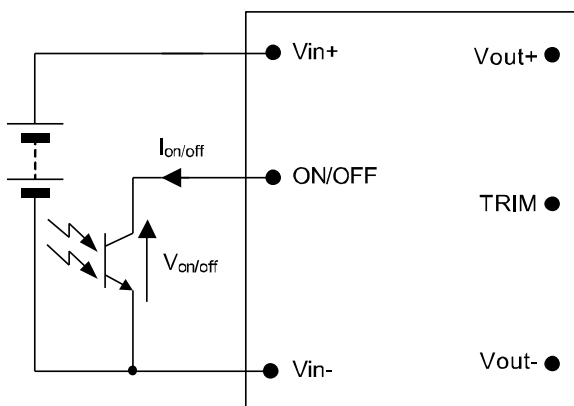 Vin+
Vout+
Ion/off
ON/OFF
TRIM
Von/off
Vin-
Vout-